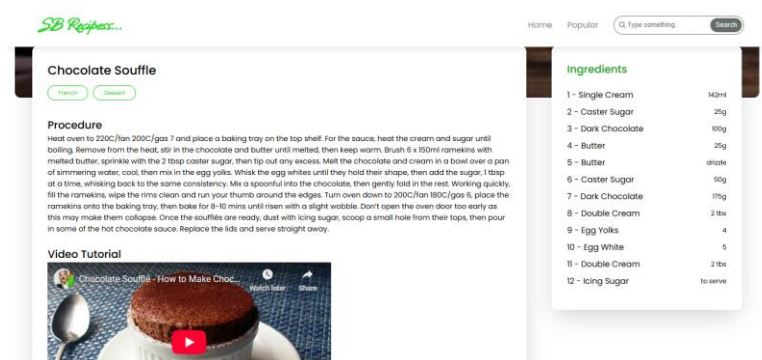 SB Recipess...
Home
Popular
Type something..
Search
Chocolate Souffle
French
Dessert
Procedure
Heat oven to 220C/fan 200C/gas 7 and place a baking tray on the top shelf. For the sauce, heat the cream and sugar until
boiling. Remove from the heat, stir in the chocolate and butter until melted, then keep warm. Brush 6 x 150ml ramekins with
melted butter, sprinkle with the 2 tbsp caster sugar, then tip out any excess. Melt the chocolate and cream in a bowl over a pan
of simmering water, cool, then mix in the egg yolks. Whisk the egg whites until they hold their shape, then add the sugar, 1 tbsp
at a time, whisking back to the same consistency. Mix a spoonful into the chocolate, then gently fold in the rest. Working quickly,
fill the ramekins, wipe the rims clean and run your thumb around the edges. Turn oven down to 200C/fan 180C/gas 6, place the
ramekins onto the baking tray, then bake for 8-10 mins until risen with a slight wobble. Don't open the oven door too early as
this may make them collapse. Once the soufflés are ready, dust with icing sugar, scoop a small hole from their tops, then pour
in some of the hot chocolate sauce. Replace the lids and serve straight away.
Video Tutorial
Chocolate Soufflé - How to Make Choc...
Watch later
Share
Ingredients
1 - Single Cream 142ml
2 - Caster Sugar 25g
3 - Dark Chocolate 100g
4 - Butter 25g
5 - Butter drizzle
6 - Caster Sugar 50g
7 - Dark Chocolate 175g
8 - Double Cream 2 tbs
9 - Egg Yolks 4
10 - Egg White 5
11 - Double Cream 2 tbs
12 - Icing Sugar to serve